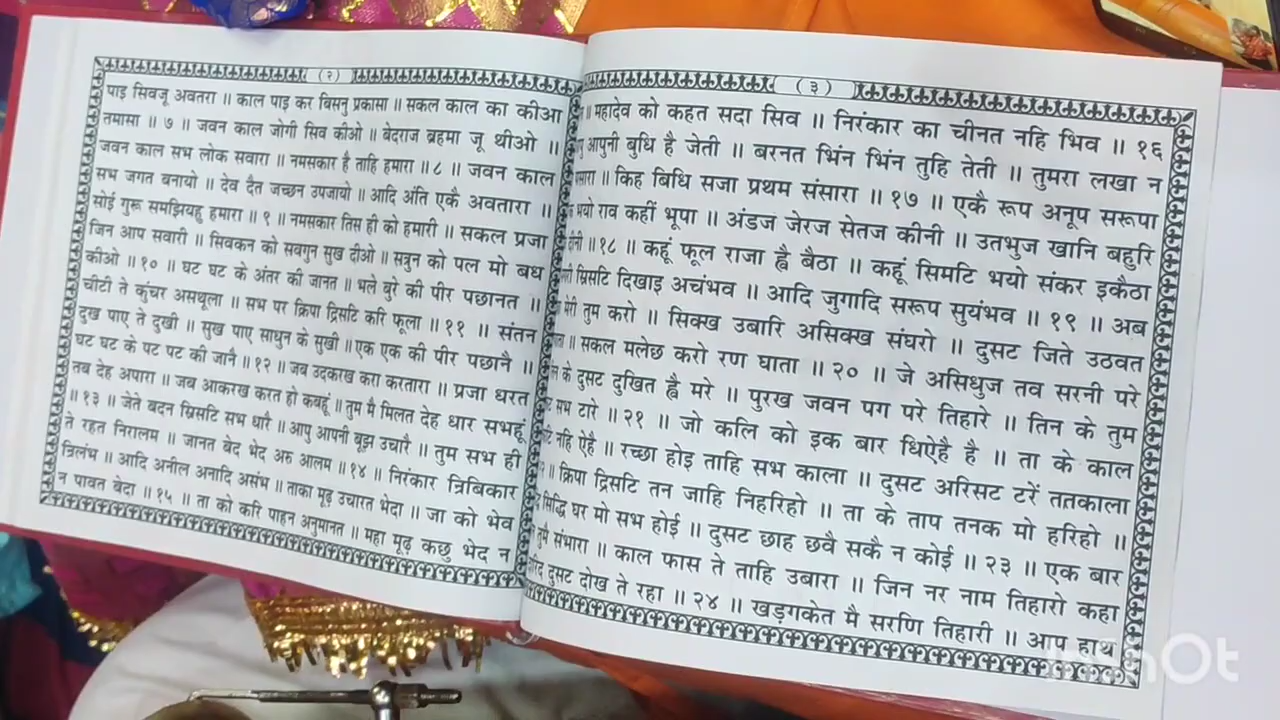 (२)
पाइ सिवजू अवतरा ॥ काल पाइ कर बिसनु प्रकासा ॥ सकल काल का कीआ
तमासा ॥ ७ ॥ जवन काल जोगी सिव कीओ ॥ बेदराज ब्रहमा जू थीओ ॥
जवन काल सभ लोक सवारा ॥ नमसकार है ताहि हमारा ॥ ८ ॥ जवन काल
सभ जगत बनायो ॥ देव दैत जच्छन उपजायो ॥ आदि अंति एकै अवतारा ॥
सोई गुरू समझियहु हमारा ॥ ९ ॥ नमसकार तिस ही को हमारी ॥ सकल प्रजा
जिन आप सवारी ॥ सिवकन को सवगुन सुख दीओ ॥ सत्रुन को पल मो बध
कीओ ॥ १० ॥ घट घट के अंतर की जानत ॥ भले बुरे की पीर पछानत ॥
चीटी ते कुंचर असथूला ॥ सभ पर क्रिपा द्रिसटि करि फूला ॥ ११ ॥ संतन
दुख पाए ते दुखी ॥ सुख पाए साधुन के सुखी ॥ एक एक की पीर पछानै ॥
घट घट के पट पट की जानै ॥ १२ ॥ जब उदकरख करा करतारा ॥ प्रजा धरत
तब देह अपारा ॥ जब आकरख करत हो कबहूं ॥ तुम मै मिलत देह धार सभहूं
॥ १३ ॥ जेते बदन स्रिसटि सभ धारै ॥ आपु आपनी बूझ उचारै ॥ तुम सभ ही
ते रहत निरालम ॥ जानत बेद भेद अरु आलम ॥ १४ ॥ निरंकार त्रिबिकार
त्रिलंभ ॥ आदि अनील अनादि असंभ ॥ ताका मूढ़ उचारत भेदा ॥ जा को भेव
न पावत बेदा ॥ १५ ॥ ता को करि पाहन अनुमानत ॥ महा मूढ़ कछु भेद न
(३)
॥ महादेव को कहत सदा सिव ॥ निरंकार का चीनत नहि भिव ॥ १६
आपुनी बुधि है जेती ॥ बरनत भिंन भिंन तुहि तेती ॥ तुमरा लखा न
॥ किह बिधि सजा प्रथम संसारा ॥ १७ ॥ एकै रूप अनूप सरूपा
भयो राव कहीं भूपा ॥ अंडज जेरज सेतज कीनी ॥ उतभुज खानि बहुरि
॥ १८ ॥ कहूं फूल राजा ह्वै बैठा ॥ कहूं सिमटि भयो संकर इकैठा
स्रिसटि दिखाइ अचंभव ॥ आदि जुगादि सरूप सुयंभव ॥ १९ ॥ अब
मेरी तुम करो ॥ सिक्ख उबारि असिक्ख संघरो ॥ दुसट जिते उठवत
॥ सकल मलेछ करो रण घाता ॥ २० ॥ जे असिधुज तव सरनी परे
के दुसट दुखित ह्वै मरे ॥ पुरख जवन पग परे तिहारे ॥ तिन के तुम
सभ टारे ॥ २१ ॥ जो कलि को इक बार धिऐहै है ॥ ता के काल
नहि ऐहै ॥ रच्छा होइ ताहि सभ काला ॥ दुसट अरिसट टरें ततकाला
॥ क्रिपा द्रिसटि तन जाहि निहरिहो ॥ ता के ताप तनक मो हरिहो ॥
सिद्धि घर मो सभ होई ॥ दुसट छाह छवै सकै न कोई ॥ २३ ॥ एक बार
तुमै संभारा ॥ काल फास ते ताहि उबारा ॥ जिन नर नाम तिहारो कहा
दुसट दोख ते रहा ॥ २४ ॥ खड़गकेत मै सरणि तिहारी ॥ आप हाथ